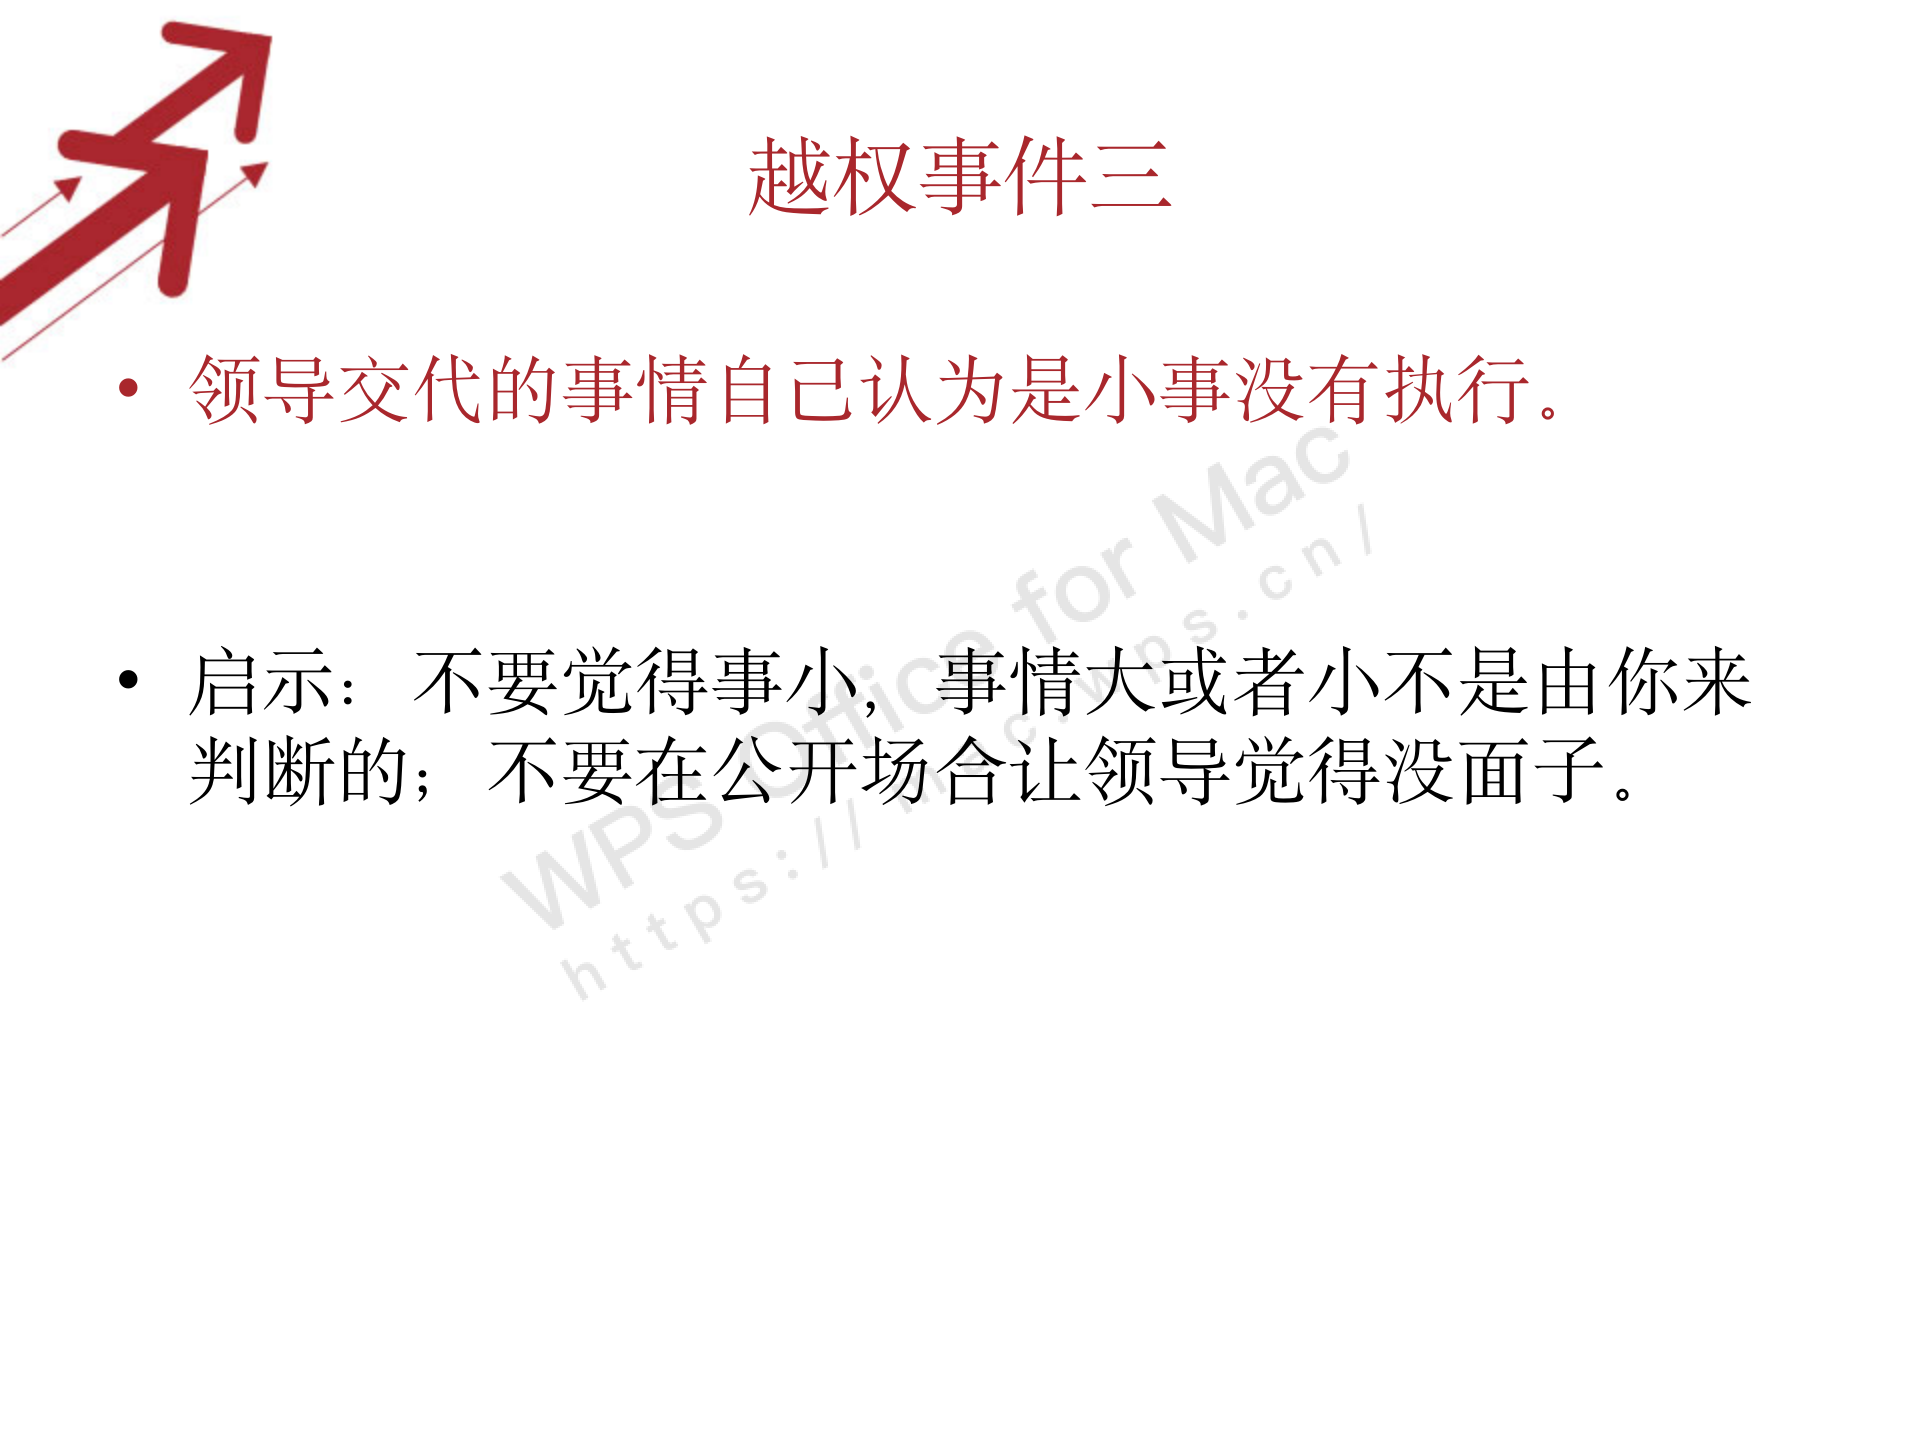 越权事件三
• 领导交代的事情自己认为是小事没有执行。
• 启示：不要觉得事小，事情大或者小不是由你来
判断的；不要在公开场合让领导觉得没面子。
WPS Office for Mac
https://mac.wps.cn/